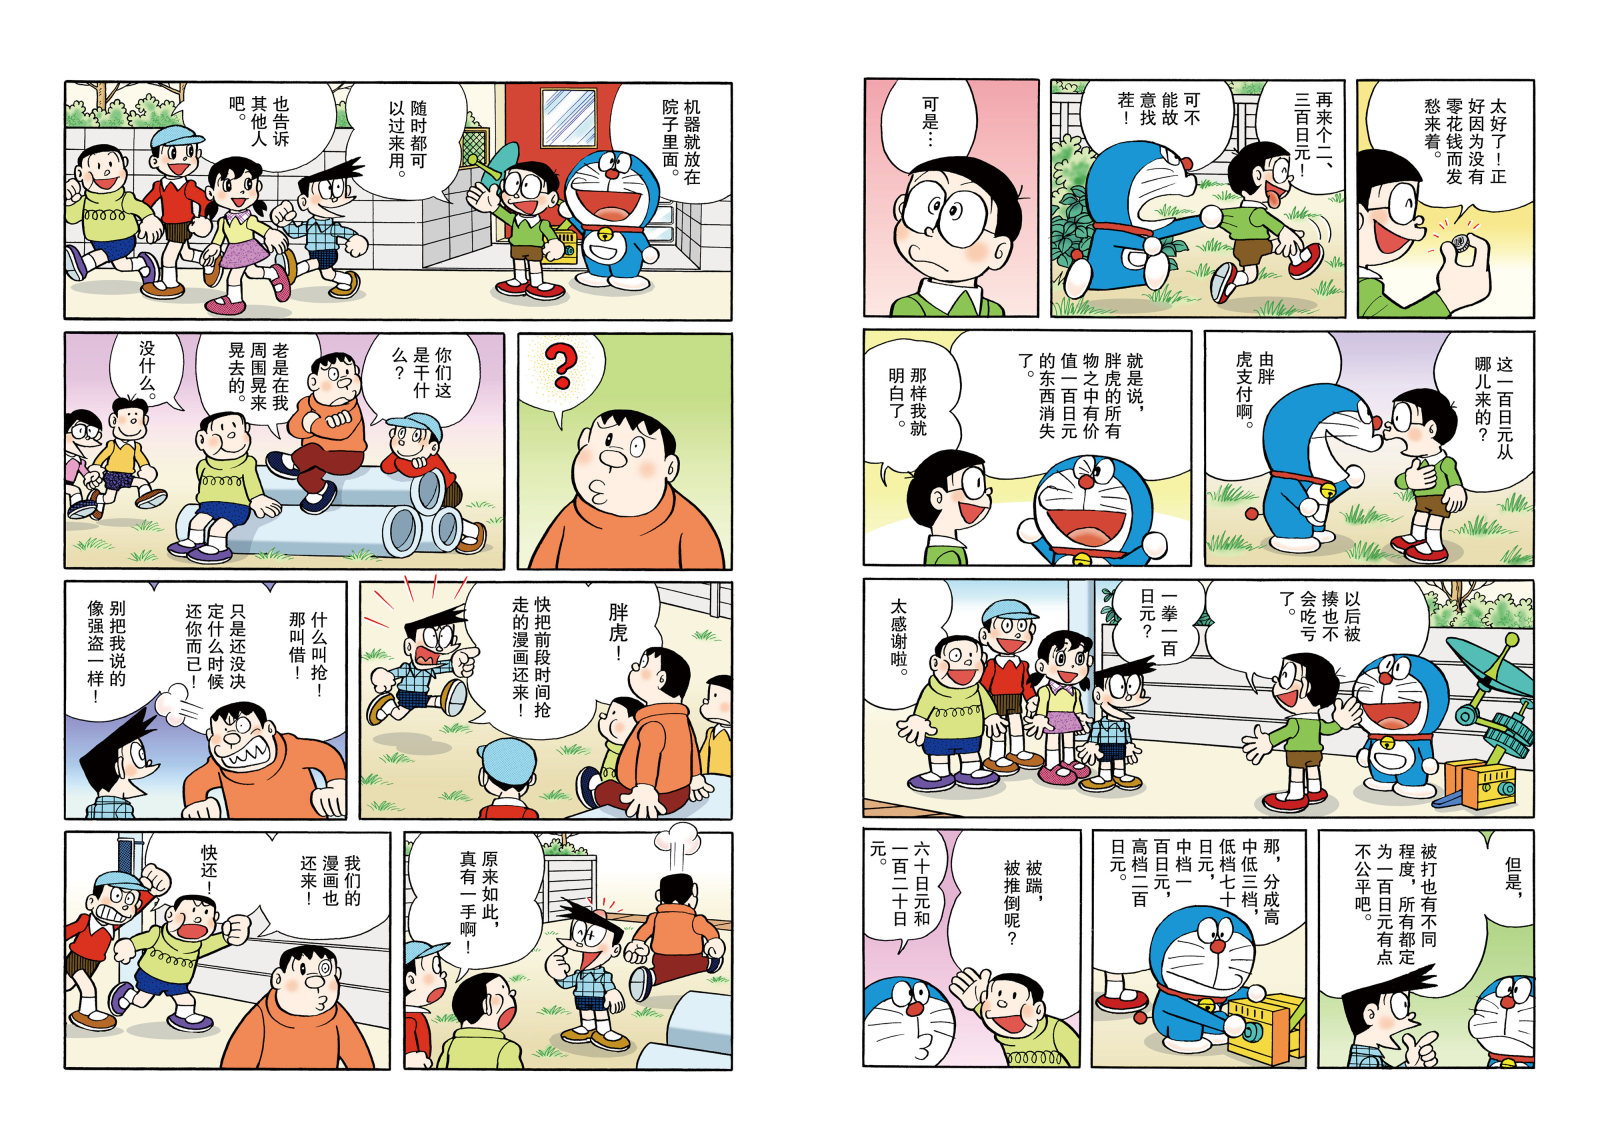 太好了！正
好因为没有
零花钱而发
愁来着。
再来个二、
三百日元！
可不
能故
意找
茬！
可是…
这一百日元从
哪儿来的？
由胖
虎支付啊。
就是说，
胖虎的所有
物之中有价
值一百日元
的东西消失
了。
那样我就
明白了。
以后被
揍也不
会吃亏
了。
一拳一百
日元？
太感谢啦。
但是，
被打也有不同
程度，所有都定
为一百日元有点
不公平吧。
那，分成高
中低三档，
低档七十
日元，
中档一
百日元，
高档二百
日元。
被踹，
被推倒呢？
六十日元和
一百二十日
元。
机器就放在
院子里面。
随时都可
以过来用。
也告诉
其他人
吧。
？
你们这
是干什
么？
老是在我
周围晃来
晃去的。
没什么。
胖虎！
快把前段时间抢
走的漫画还来！
什么叫抢！
那叫借！
只是还没决
定什么时候
还你而已！
别把我说的
像强盗一样！
原来如此，
真有一手啊！
我们的
漫画也
还来！
快还！